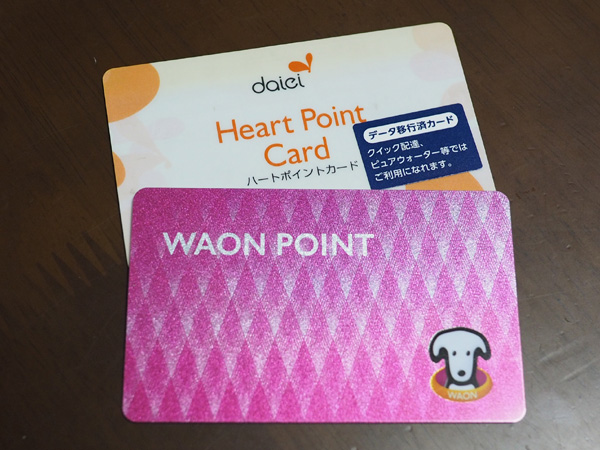 daiei
Heart Point
Card
ハートポイントカード
データ移行済カード
クイック配達、
ピュアウォーター等では
ご利用になれます。
WAON POINT
WAON